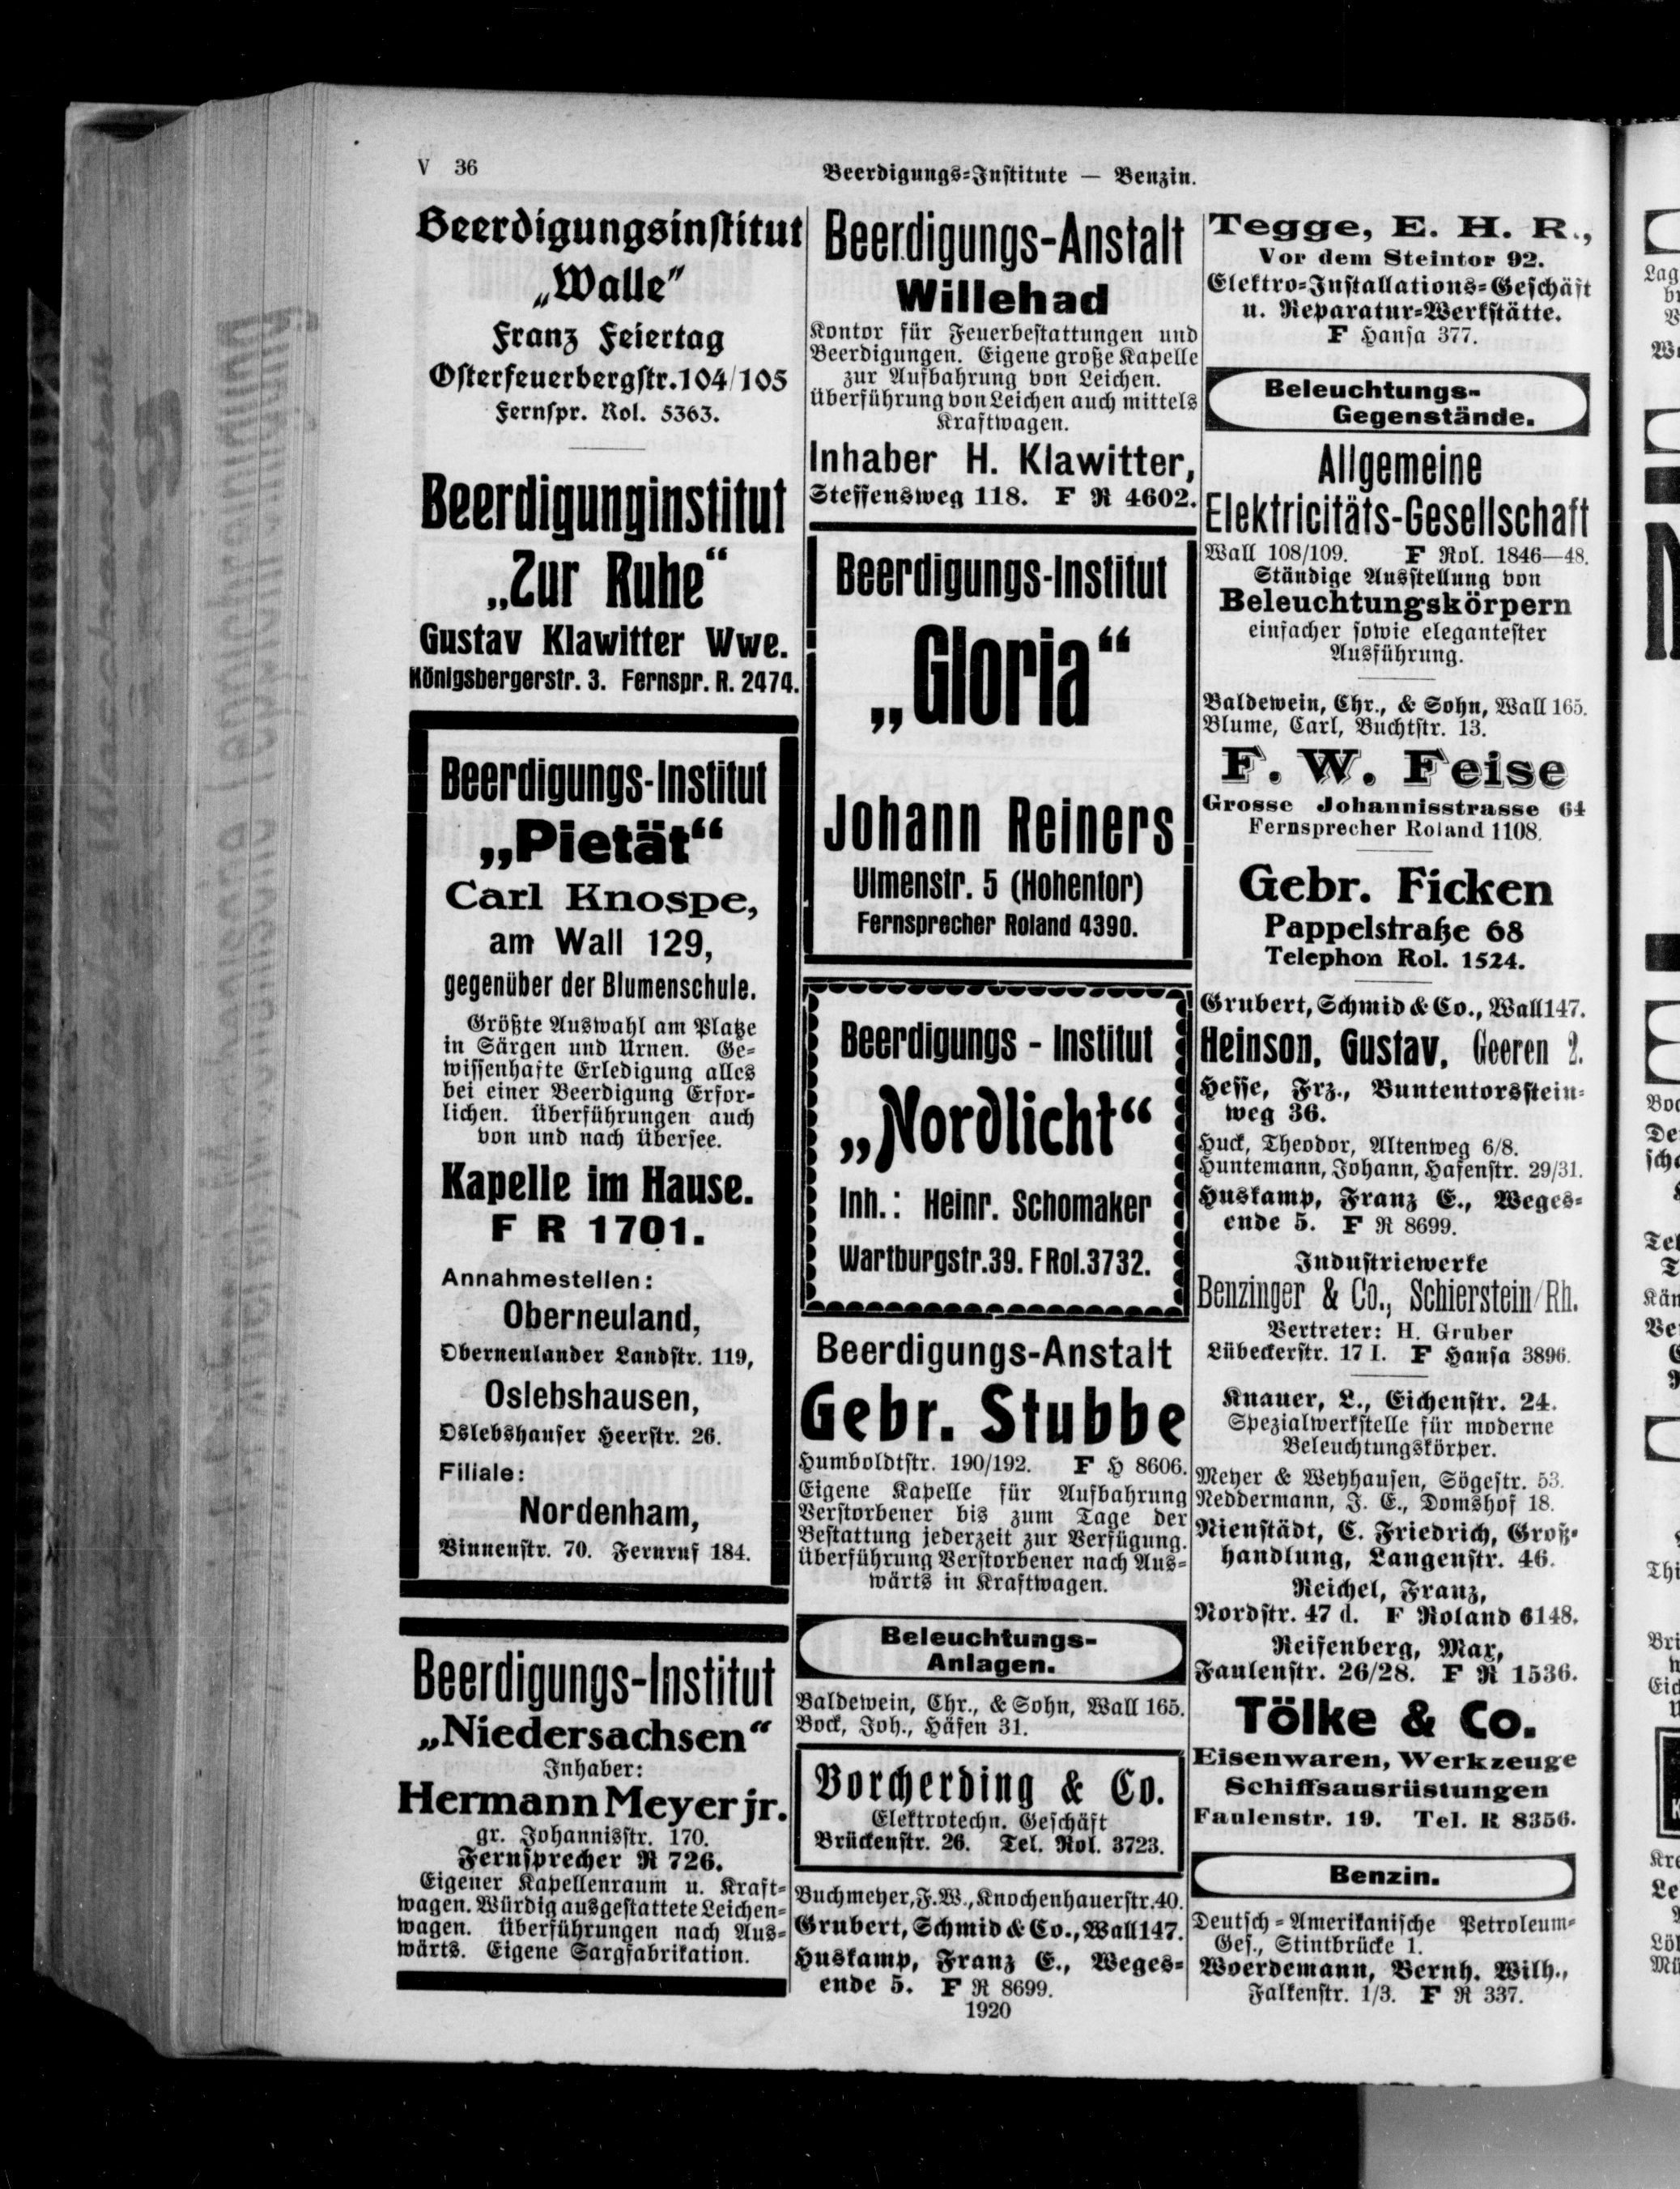 V 36
Beerdigungs-Institute — Benzin.
Beerdigungsinstitut
„Walle"
Franz Feiertag
Osterfeuerbergstr.104/105
Fernspr. Rol. 5363.
Beerdigunginstitut
„Zur Ruhe“
Gustav Klawitter Wwe.
Königsbergerstr. 3. Fernspr. R. 2474.
Beerdigungs-Institut
„Pietät“
Carl Knospe,
am Wall 129,
gegenüber der Blumenschule.
Größte Auswahl am Platze
in Särgen und Urnen. Ge-
wissenhafte Erledigung alles
bei einer Beerdigung Erfor-
lichen. Überführungen auch
von und nach Übersee.
Kapelle im Hause.
F R 1701.
Annahmestellen:
Oberneuland,
Oberneulander Landstr. 119,
Oslebshausen,
Oslebshauser Heerstr. 26.
Filiale:
Nordenham,
Binnenstr. 70. Fernruf 184.
Beerdigungs-Institut
„Niedersachsen“
Inhaber:
Hermann Meyer jr.
gr. Johannisstr. 170.
Fernsprecher R 726.
Eigener Kapellenraum u. Kraft-
wagen. Würdig ausgestattete Leichen-
wagen. Überführungen nach Aus-
wärts. Eigene Sargfabrikation.
Beerdigungs-Anstalt
Willehad
Kontor für Feuerbestattungen und
Beerdigungen. Eigene große Kapelle
zur Aufbahrung von Leichen.
Überführung von Leichen auch mittels
Kraftwagen.
Inhaber H. Klawitter,
Steffensweg 118. F R 4602.
Beerdigungs-Institut
„Gloria“
Johann Reiners
Ulmenstr. 5 (Hohentor)
Fernsprecher Roland 4390.
Beerdigungs - Institut
„Nordlicht“
Inh.: Heinr. Schomaker
Wartburgstr.39. F Rol.3732.
Beerdigungs-Anstalt
Gebr. Stubbe
Humboldtstr. 190/192. F H 8606.
Eigene Kapelle für Aufbahrung
Verstorbener bis zum Tage der
Bestattung jederzeit zur Verfügung.
Überführung Verstorbener nach Aus-
wärts in Kraftwagen.
Beleuchtungs-
Anlagen.
Baldewein, Chr., & Sohn, Wall 165.
Bock, Joh., Häfen 31.
Borcherding & Co.
Elektrotechn. Geschäft
Brückenstr. 26. Tel. Rol. 3723.
Buchmeyer, F.W., Knochenhauerstr.40.
Grubert, Schmid & Co., Wall 147.
Huskamp, Franz E., Weges-
ende 5. F R 8699.
1920
Tegge, E. H. R.,
Vor dem Steintor 92.
Elektro-Installations-Geschäft
u. Reparatur-Werkstätte.
F Hansa 377.
Beleuchtungs-
Gegenstände.
Allgemeine
Elektricitäts-Gesellschaft
Wall 108/109. F Rol. 1846—48.
Ständige Ausstellung von
Beleuchtungskörpern
einfacher sowie elegantester
Ausführung.
Baldewein, Chr., & Sohn, Wall 165.
Blume, Carl, Buchtstr. 13.
F. W. Feise
Grosse Johannisstrasse 64
Fernsprecher Roland 1108.
Gebr. Ficken
Pappelstraße 68
Telephon Rol. 1524.
Grubert, Schmid & Co., Wall 147.
Heinson, Gustav, Geeren 2.
Hesse, Frz., Buntentorsstein-
weg 36.
Huck, Theodor, Altenweg 6/8.
Huntemann, Johann, Hafenstr. 29/31.
Huskamp, Franz E., Weges-
ende 5. F R 8699.
Industriewerke
Benzinger & Co., Schierstein/Rh.
Vertreter: H. Gruber
Lübeckerstr. 17 I. F Hansa 3896.
Knauer, L., Eichenstr. 24.
Spezialwerkstelle für moderne
Beleuchtungskörper.
Meyer & Weyhausen, Sögestr. 53.
Neddermann, J. E., Domshof 18.
Nienstädt, C. Friedrich, Groß-
handlung, Langenstr. 46.
Reichel, Franz,
Nordstr. 47 d. F Roland 6148.
Reifenberg, Max,
Faulenstr. 26/28. F R 1536.
Tölke & Co.
Eisenwaren, Werkzeuge
Schiffsausrüstungen
Faulenstr. 19. Tel. R 8356.
Benzin.
Deutsch-Amerikanische Petroleum-
Ges., Stintbrücke 1.
Woerdemann, Bernh. Wilh.,
Falkenstr. 1/3. F R 337.